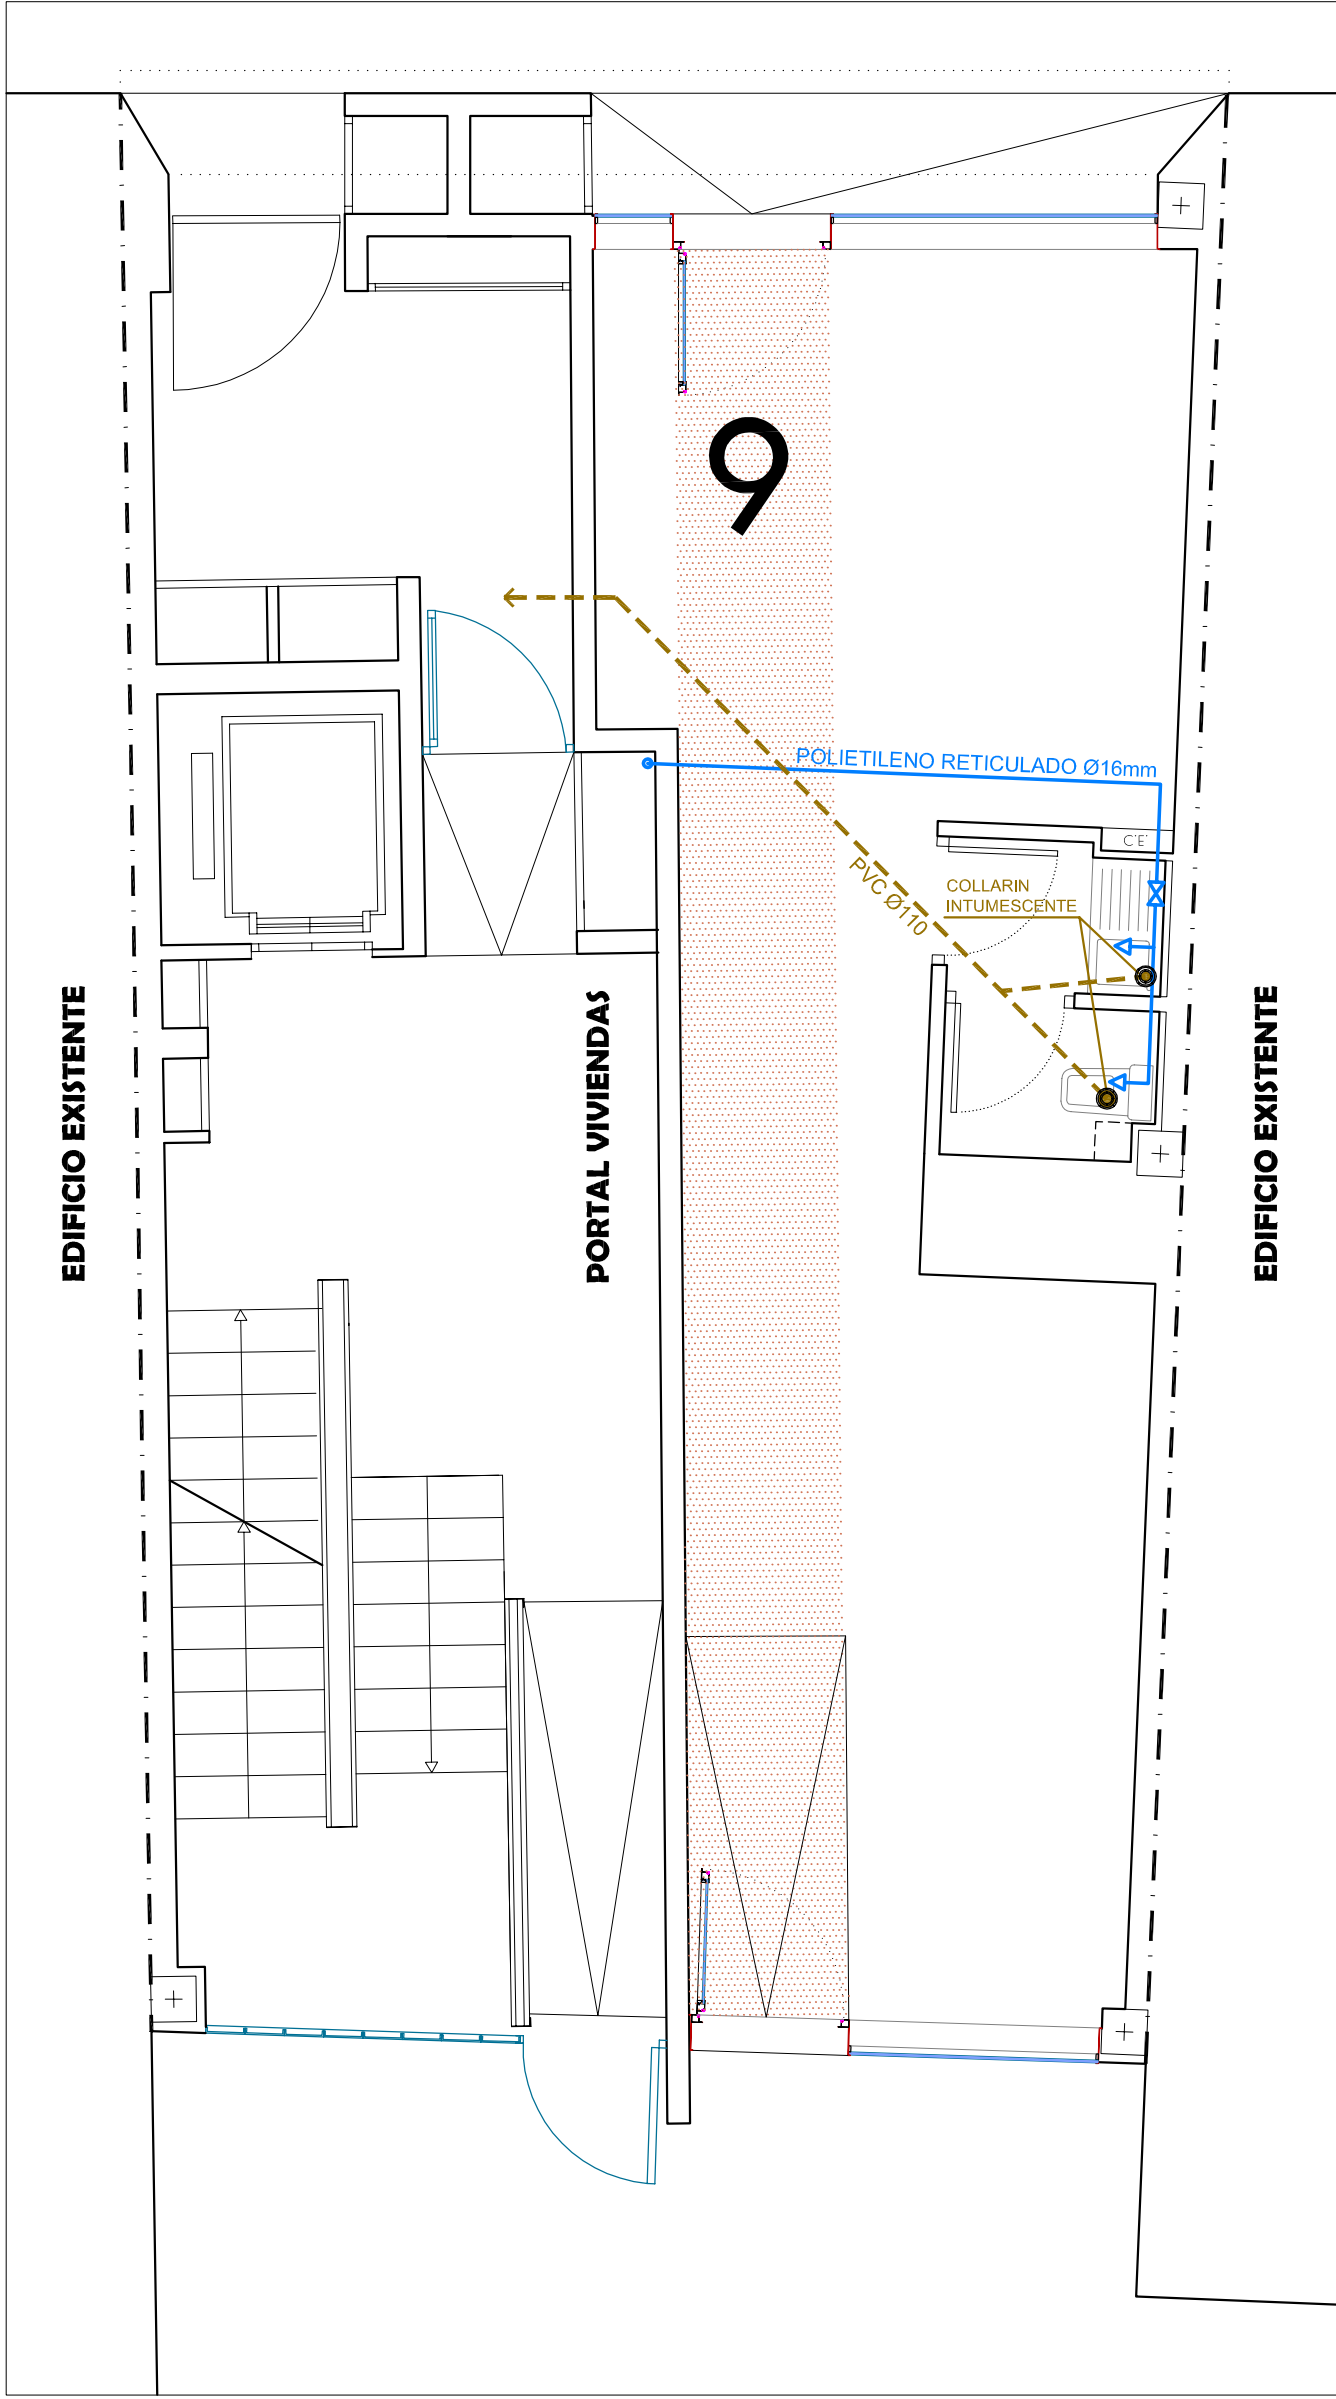 9
POLIETILENO RETICULADO Ø16mm
C'E'
PVC Ø110
COLLARIN
INTUMESCENTE
EDIFICIO EXISTENTE
PORTAL VIVIENDAS
EDIFICIO EXISTENTE